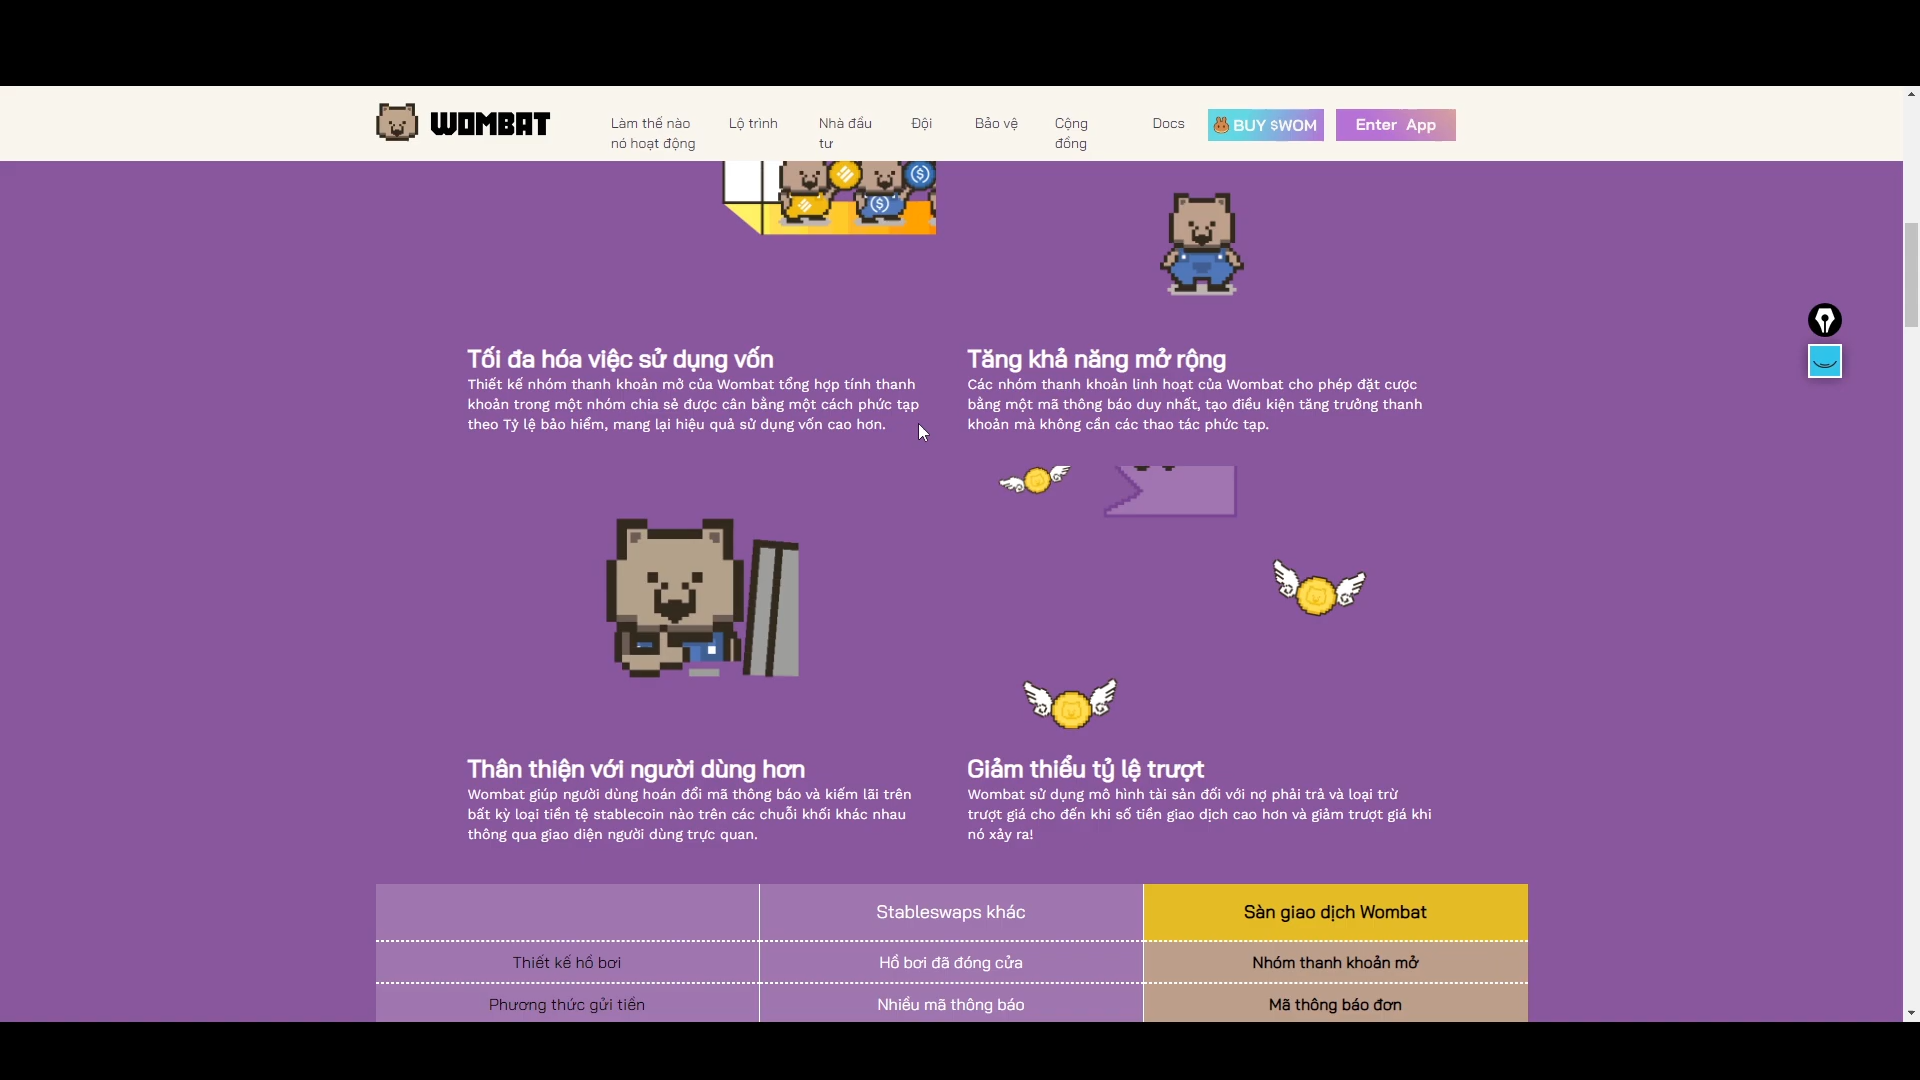 WOMBAT
Làm thế nào
nó hoạt động
Lộ trình
Nhà đầu
tư
Đội
Bảo vệ
Cộng
đồng
Docs
BUY $WOM
Enter App
Tối đa hóa việc sử dụng vốn
Thiết kế nhóm thanh khoản mở của Wombat tổng hợp tính thanh
khoản trong một nhóm chia sẻ được cân bằng một cách phức tạp
theo Tỷ lệ bảo hiểm, mang lại hiệu quả sử dụng vốn cao hơn.
Tăng khả năng mở rộng
Các nhóm thanh khoản linh hoạt của Wombat cho phép đặt cược
bằng một mã thông báo duy nhất, tạo điều kiện tăng trưởng thanh
khoản mà không cần các thao tác phức tạp.
Thân thiện với người dùng hơn
Wombat giúp người dùng hoán đổi mã thông báo và kiếm lãi trên
bất kỳ loại tiền tệ stablecoin nào trên các chuỗi khối khác nhau
thông qua giao diện người dùng trực quan.
Giảm thiểu tỷ lệ trượt
Wombat sử dụng mô hình tài sản đối với nợ phải trả và loại trừ
trượt giá cho đến khi số tiền giao dịch cao hơn và giảm trượt giá khi
nó xảy ra!
Stableswaps khác
Sàn giao dịch Wombat
Thiết kế hồ bơi
Hồ bơi đã đóng cửa
Nhóm thanh khoản mở
Phương thức gửi tiền
Nhiều mã thông báo
Mã thông báo đơn